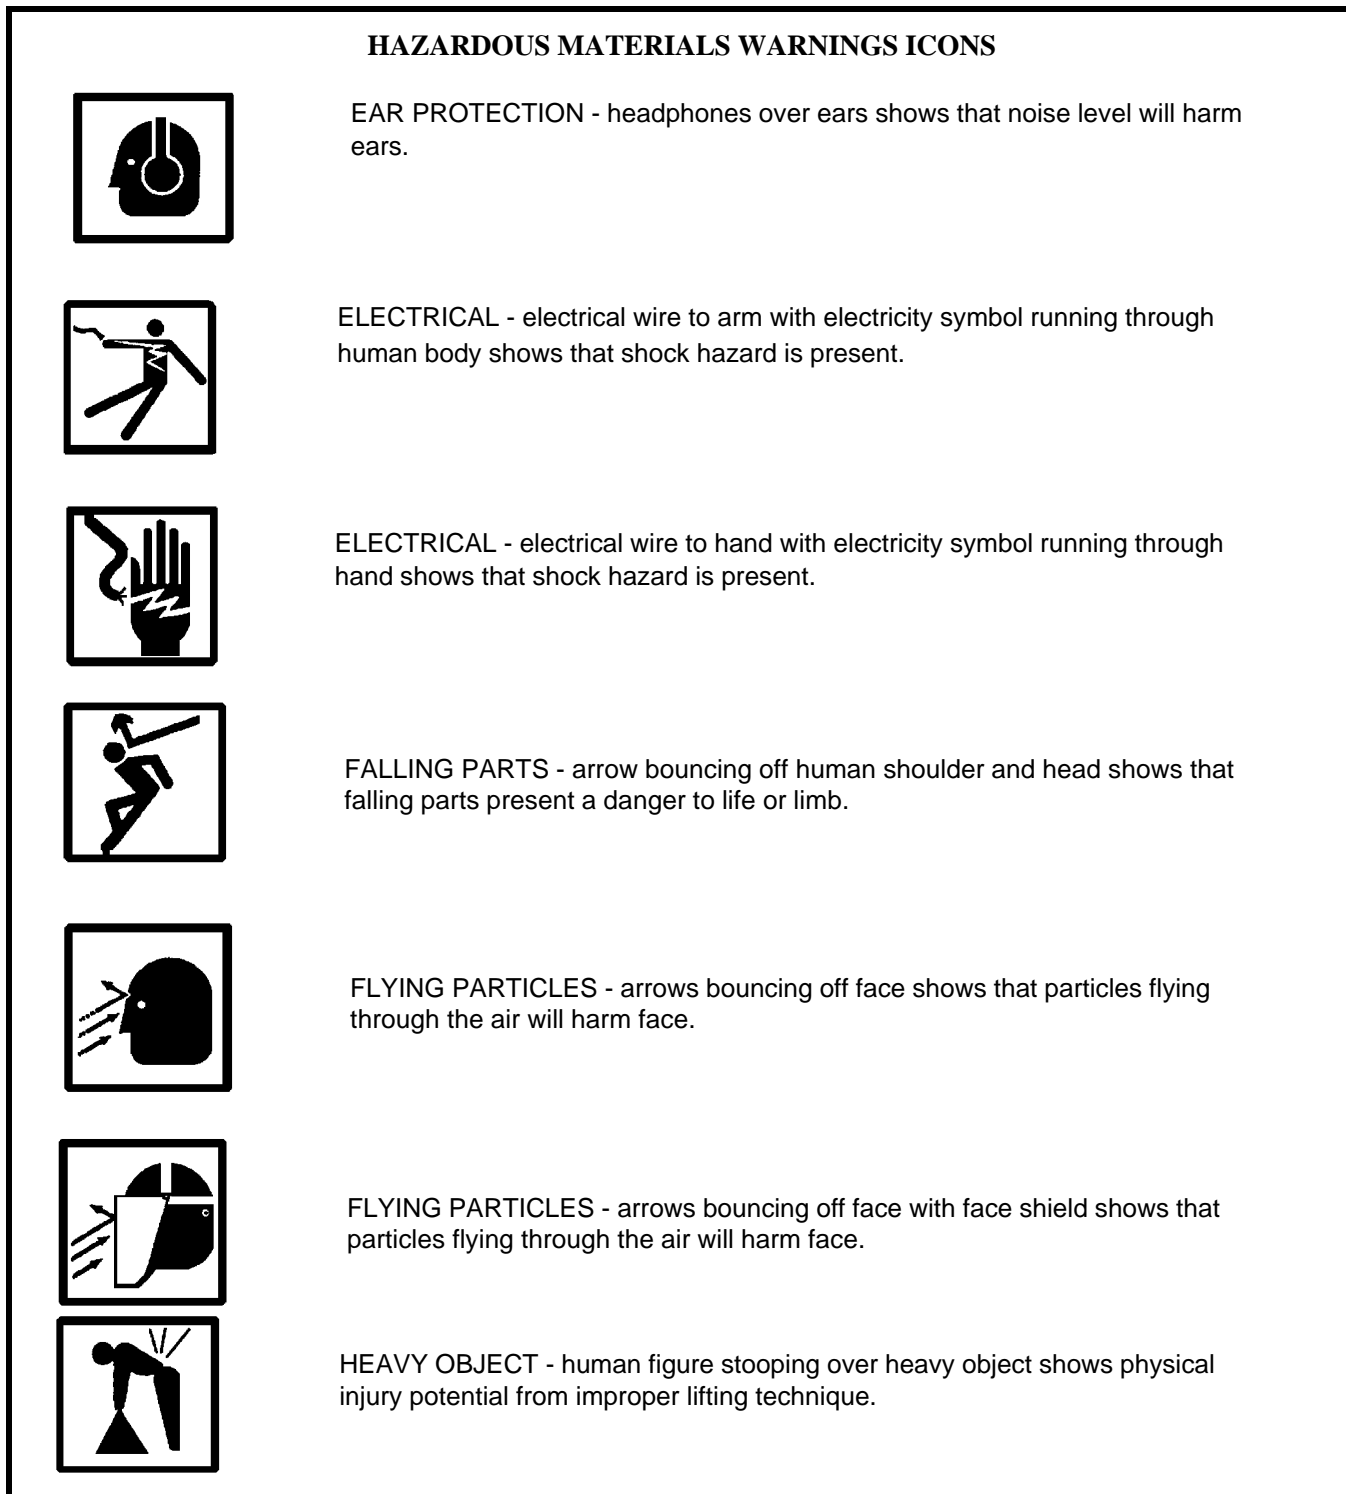 HAZARDOUS MATERIALS WARNINGS ICONS
EAR PROTECTION - headphones over ears shows that noise level will harm
ears.
ELECTRICAL - electrical wire to arm with electricity symbol running through
human body shows that shock hazard is present.
ELECTRICAL - electrical wire to hand with electricity symbol running through
hand shows that shock hazard is present.
FALLING PARTS - arrow bouncing off human shoulder and head shows that
falling parts present a danger to life or limb.
FLYING PARTICLES - arrows bouncing off face shows that particles flying
through the air will harm face.
FLYING PARTICLES - arrows bouncing off face with face shield shows that
particles flying through the air will harm face.
HEAVY OBJECT - human figure stooping over heavy object shows physical
injury potential from improper lifting technique.